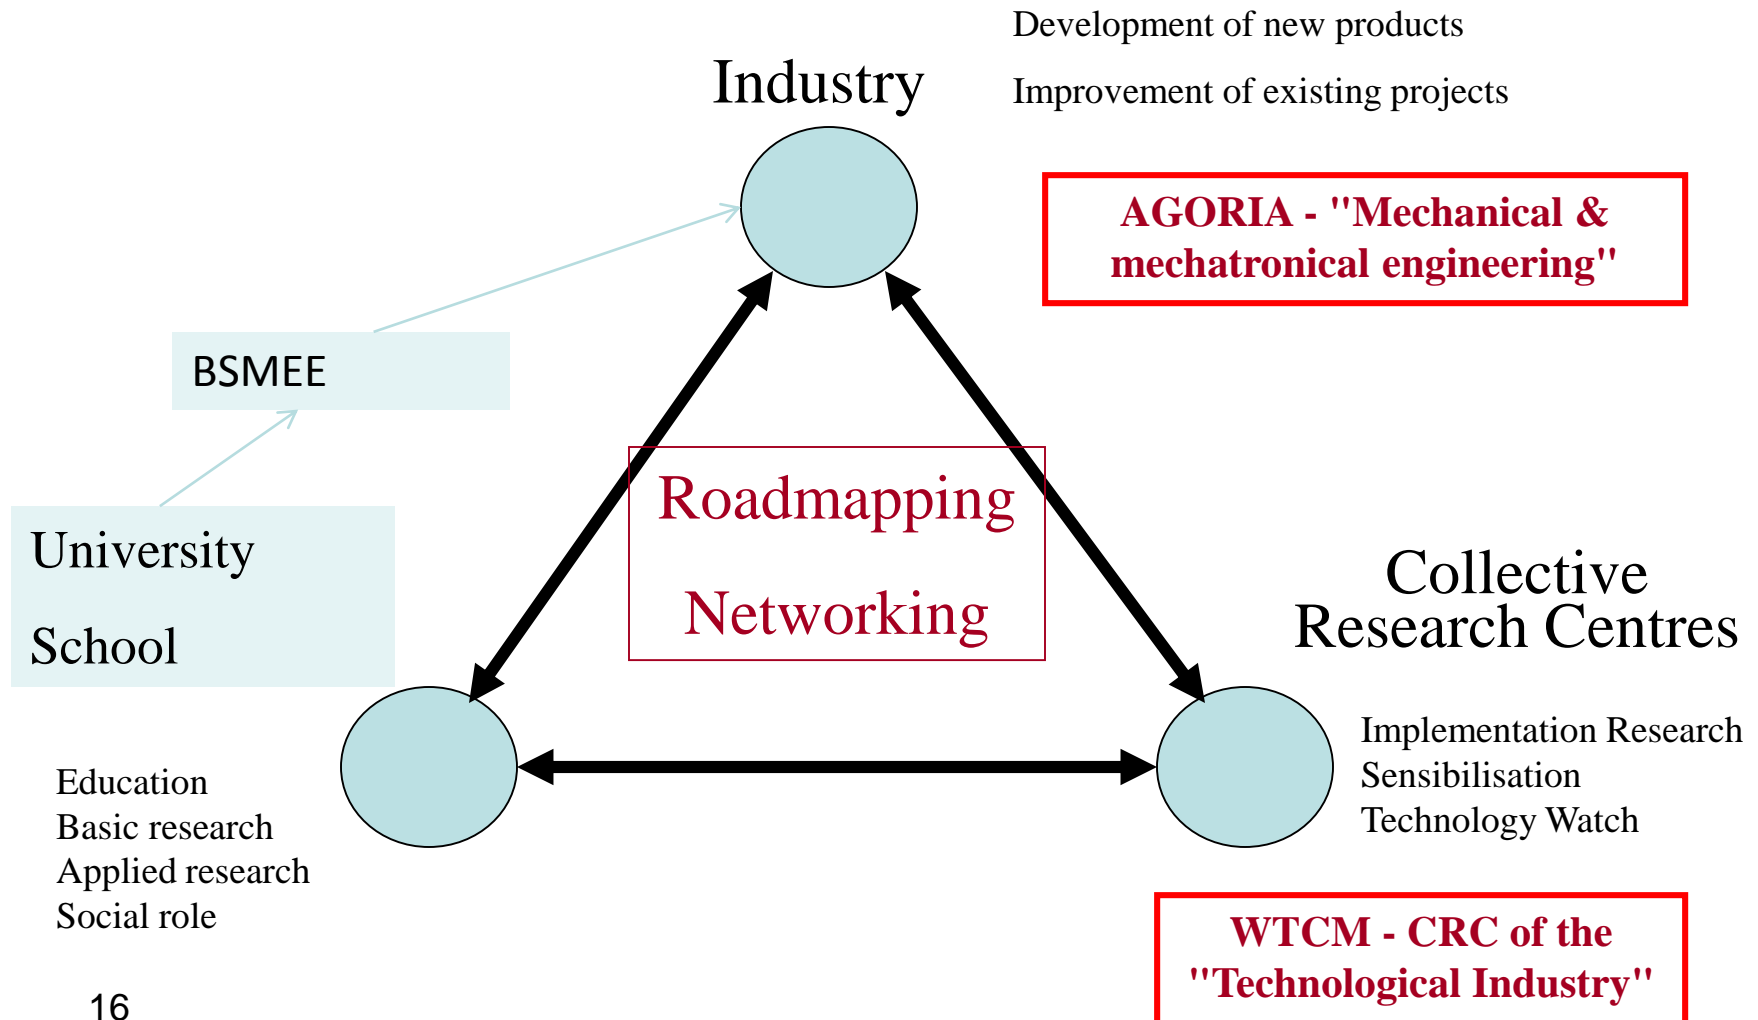 Development of new products
Industry
Improvement of existing projects
AGORIA - "Mechanical &
mechatronical engineering"
BSMEE
Roadmapping
Networking
University
School
Collective
Research Centres
Implementation Research
Sensibilisation
Technology Watch
Education
Basic research
Applied research
Social role
WTCM - CRC of the
"Technological Industry"
16